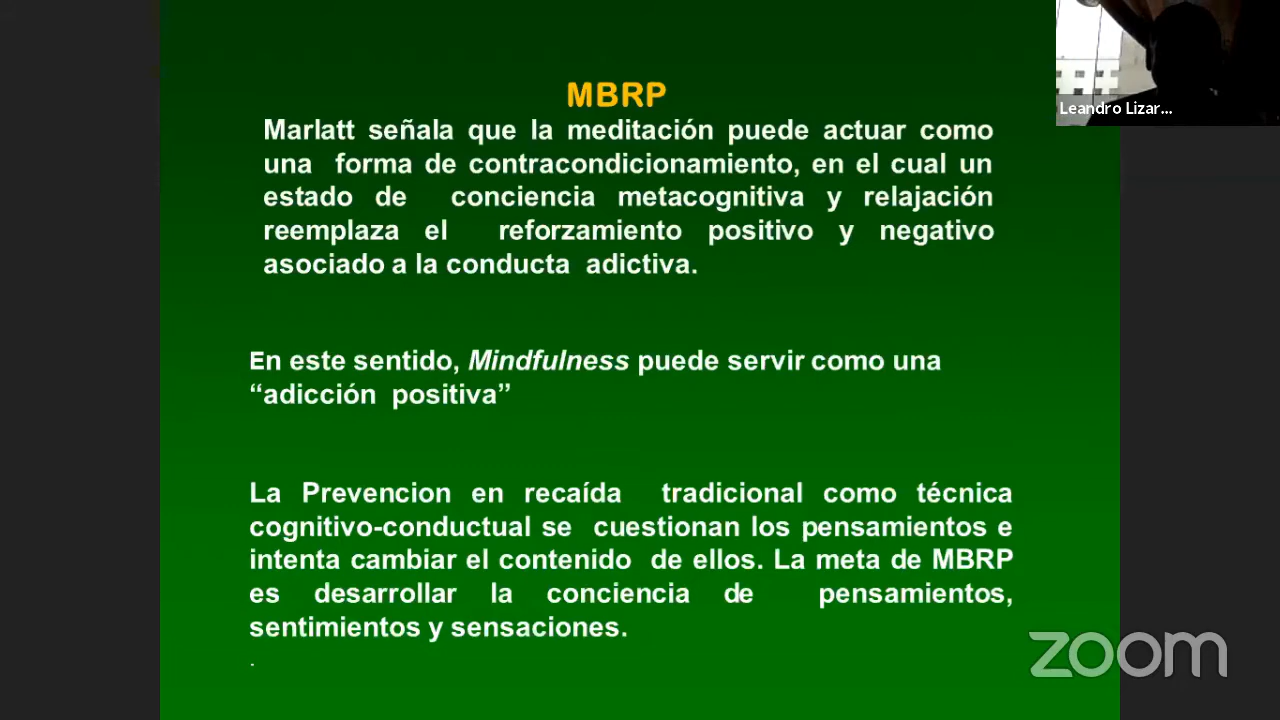 MBRP
Marlatt señala que la meditación puede actuar como
una forma de contracondicionamiento, en el cual un
estado de conciencia metacognitiva y relajación
reemplaza el reforzamiento positivo y negativo
asociado a la conducta adictiva.
En este sentido, Mindfulness puede servir como una
“adicción positiva”
La Prevencion en recaída tradicional como técnica
cognitivo-conductual se cuestionan los pensamientos e
intenta cambiar el contenido de ellos. La meta de MBRP
es desarrollar la conciencia de pensamientos,
sentimientos y sensaciones.
.
Leandro Lizar...
zoom